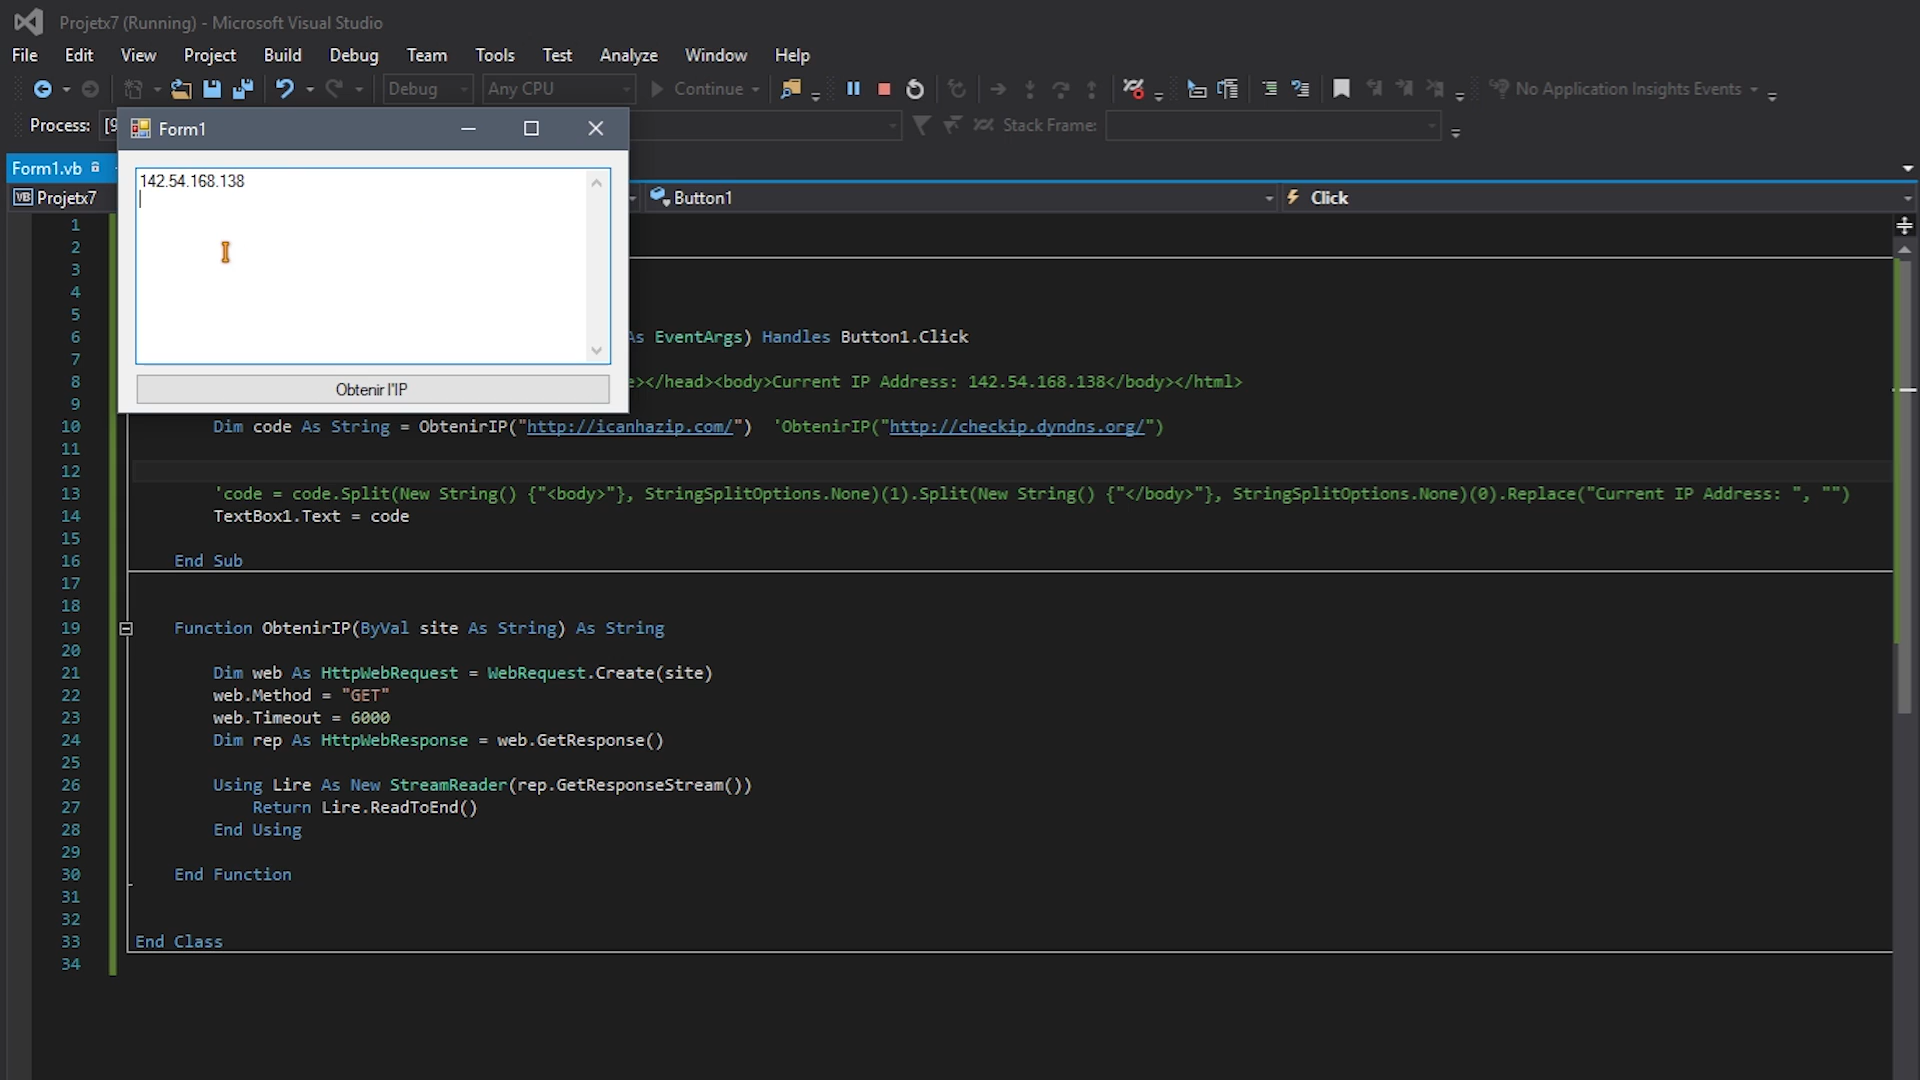 Projetx7 (Running) - Microsoft Visual Studio
File Edit View Project Build Debug Team Tools Test Analyze Window Help
Debug Any CPU Continue No Application Insights Events
Process: [9 Stack Frame:
Form1
Form1.vb
142.54.168.138
VB Projetx7 Button1 Click
Obtenir l'IP
1
2
3
4
5
6 As EventArgs) Handles Button1.Click
7
8 ></head><body>Current IP Address: 142.54.168.138</body></html>
9
10 Dim code As String = ObtenirIP("http://icanhazip.com/") 'ObtenirIP("http://checkip.dyndns.org/")
11
12
13 'code = code.Split(New String() {"<body>"}, StringSplitOptions.None)(1).Split(New String() {"</body>"}, StringSplitOptions.None)(0).Replace("Current IP Address: ", "")
14 TextBox1.Text = code
15
16 End Sub
17
18
19 Function ObtenirIP(ByVal site As String) As String
20
21 Dim web As HttpWebRequest = WebRequest.Create(site)
22 web.Method = "GET"
23 web.Timeout = 6000
24 Dim rep As HttpWebResponse = web.GetResponse()
25
26 Using Lire As New StreamReader(rep.GetResponseStream())
27 Return Lire.ReadToEnd()
28 End Using
29
30 End Function
31
32
33 End Class
34